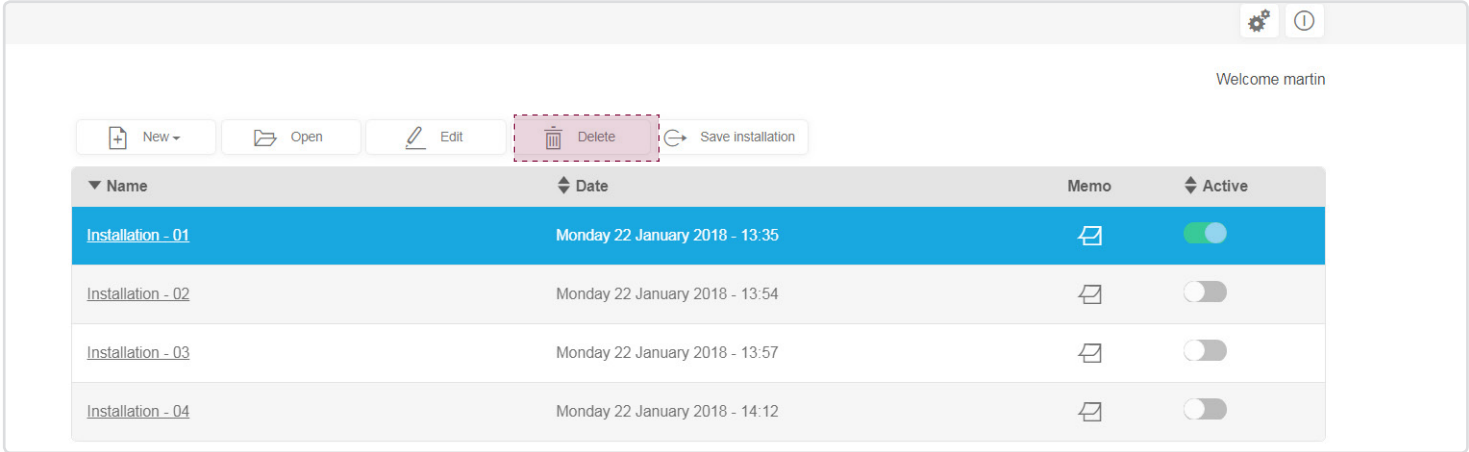 Welcome martin
New Open Edit Delete Save installation
Name Date Memo Active
Installation - 01 Monday 22 January 2018 - 13:35
Installation - 02 Monday 22 January 2018 - 13:54
Installation - 03 Monday 22 January 2018 - 13:57
Installation - 04 Monday 22 January 2018 - 14:12